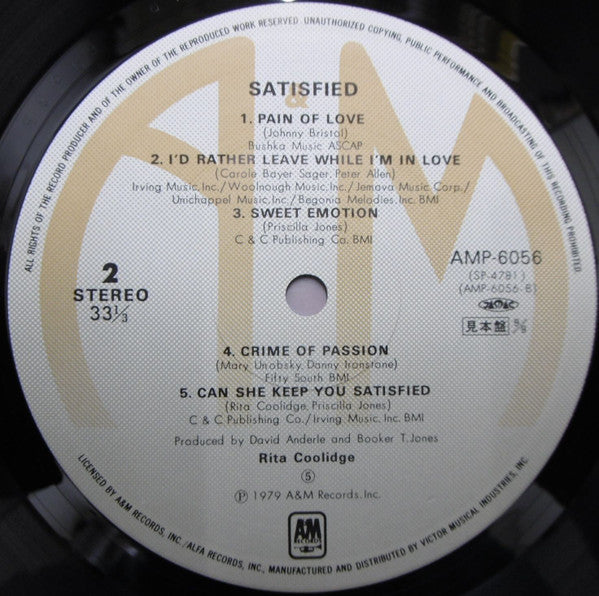 ALL RIGHTS OF THE RECORD PRODUCER AND OF THE OWNER OF THE REPRODUCED WORK RESERVED. UNAUTHORIZED COPYING, PUBLIC PERFORMANCE AND BROADCASTING OF THIS RECORD PROHIBITED.
SATISFIED
&
1. PAIN OF LOVE
(Johnny Bristol)
Bushka Music ASCAP
2. I'D RATHER LEAVE WHILE I'M IN LOVE
(Carole Bayer Sager, Peter Allen)
Irving Music, Inc./Woolnough Music, Inc./Jemava Music Corp./
Unichappel Music, Inc./Begonia Melodies, Inc. BMI
3. SWEET EMOTION
(Priscilla Jones)
C & C Publishing Co. BMI
2
STEREO
33⅓
AMP-6056
(SP-4781)
(AMP-6056-B)
見本盤
4. CRIME OF PASSION
(Mary Unobsky, Danny Ironstone)
Fifty South BMI
5. CAN SHE KEEP YOU SATISFIED
(Rita Coolidge, Priscilla Jones)
C & C Publishing Co./Irving Music, Inc. BMI
Produced by David Anderle and Booker T. Jones
Rita Coolidge
⑤
Ⓟ 1979 A&M Records, Inc.
A&M
RECORDS
LICENSED BY A&M RECORDS, INC./ALFA RECORDS, INC., MANUFACTURED AND DISTRIBUTED BY VICTOR MUSICAL INDUSTRIES, INC.